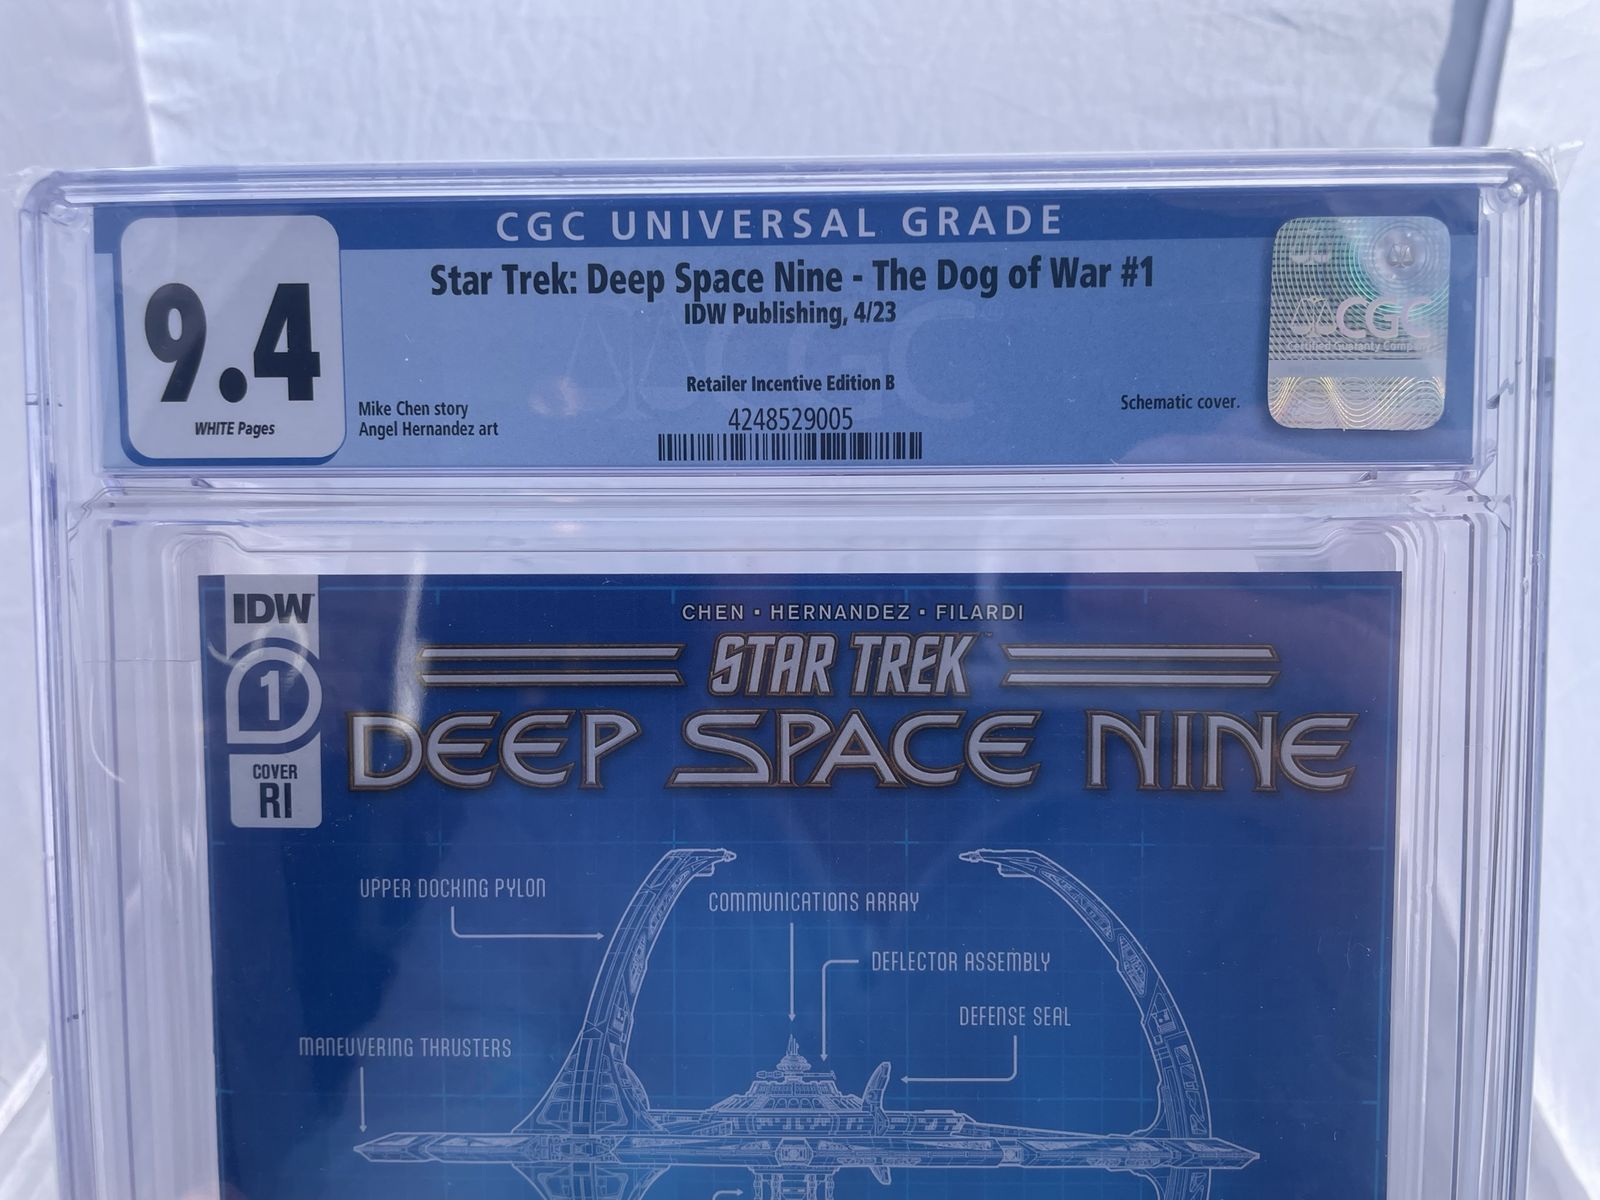 CGC UNIVERSAL GRADE
9.4
WHITE Pages
Star Trek: Deep Space Nine - The Dog of War #1
IDW Publishing, 4/23
Retailer Incentive Edition B
4248529005
Mike Chen story
Angel Hernandez art
Schematic cover.
CGC
Certified Guaranty Company
IDW
1
COVER
RI
CHEN · HERNANDEZ · FILARDI
STAR TREK
DEEP SPACE NINE
UPPER DOCKING PYLON
COMMUNICATIONS ARRAY
DEFLECTOR ASSEMBLY
DEFENSE SEAL
MANEUVERING THRUSTERS